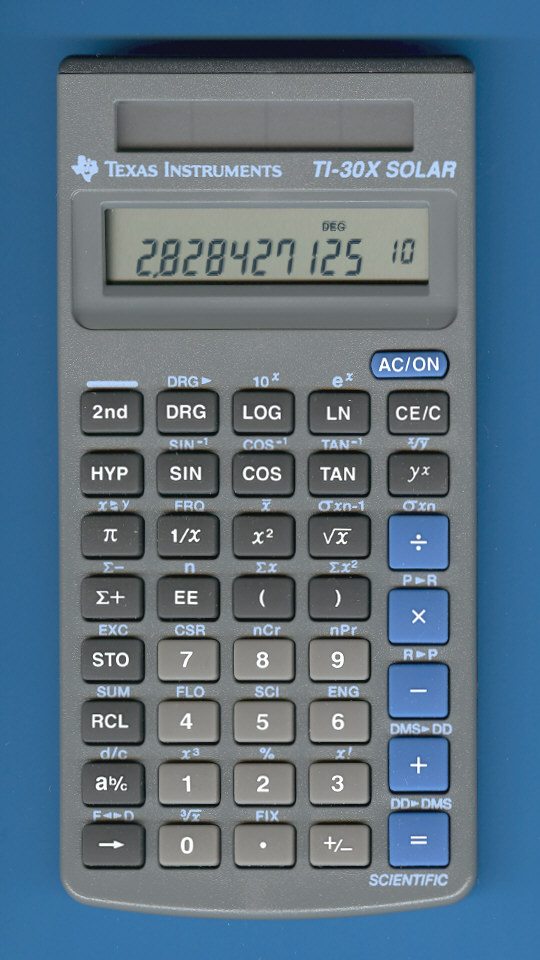 TEXAS INSTRUMENTS TI-30X SOLAR
DEG
2.828427125 10
AC/ON
DRG► 10ˣ eˣ
2nd DRG LOG LN CE/C
SIN⁻¹ COS⁻¹ TAN⁻¹ ˣ√y
HYP SIN COS TAN yˣ
x≶y FRQ x̅ σxn-1 σxn
π 1/x x² √x ÷
Σ− n Σx Σx² P►R
Σ+ EE ( ) ×
EXC CSR nCr nPr R►P
STO 7 8 9 −
SUM FLO SCI ENG DMS►DD
RCL 4 5 6 +
d/c x³ % x! DD►DMS
ab/c 1 2 3 =
F◄►D ³√x FIX
→ 0 . +/−
SCIENTIFIC